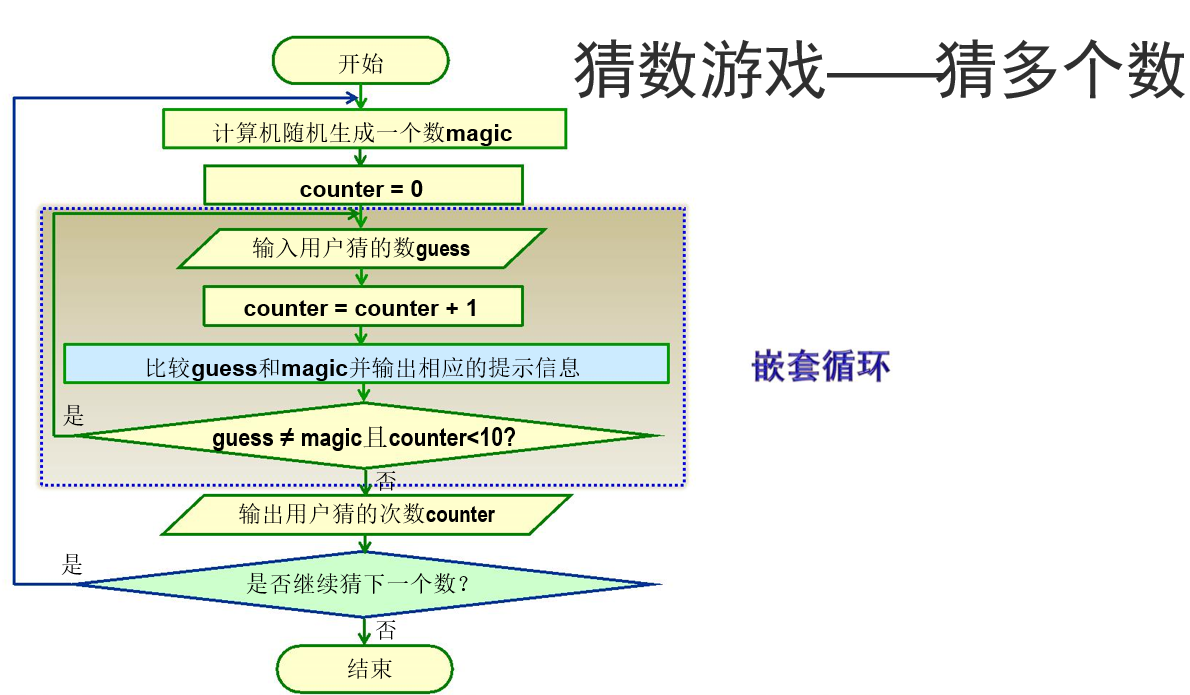 猜数游戏——猜多个数
开始
计算机随机生成一个数magic
counter = 0
输入用户猜的数guess
counter = counter + 1
比较guess和magic并输出相应的提示信息
嵌套循环
是
guess ≠ magic且counter<10?
否
输出用户猜的次数counter
是
是否继续猜下一个数?
否
结束